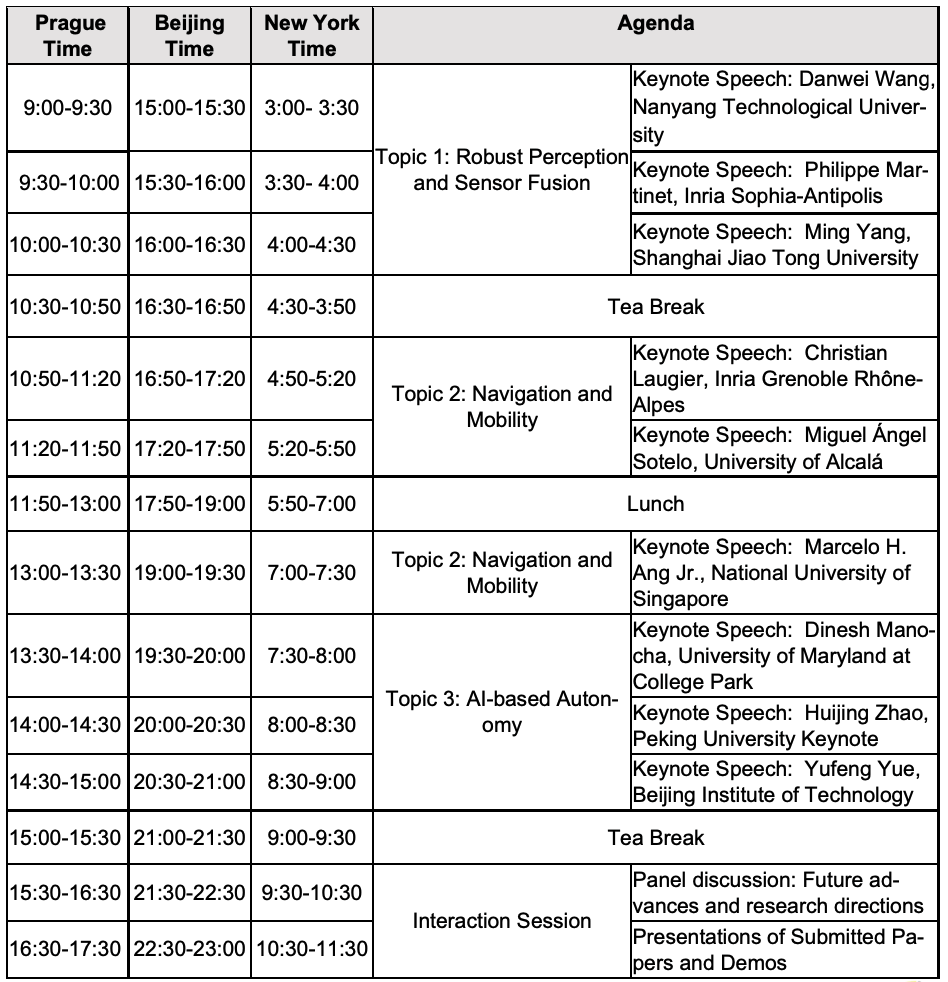 Prague Time
Beijing Time
New York Time
Agenda
9:00-9:30
15:00-15:30
3:00- 3:30
Topic 1: Robust Perception
and Sensor Fusion
Keynote Speech: Danwei Wang,
Nanyang Technological Univer-
sity
9:30-10:00
15:30-16:00
3:30- 4:00
Keynote Speech:  Philippe Mar-
tinet, Inria Sophia-Antipolis
10:00-10:30
16:00-16:30
4:00-4:30
Keynote Speech:  Ming Yang,
Shanghai Jiao Tong University
10:30-10:50
16:30-16:50
4:30-3:50
Tea Break
10:50-11:20
16:50-17:20
4:50-5:20
Topic 2: Navigation and
Mobility
Keynote Speech:  Christian
Laugier, Inria Grenoble Rhône-
Alpes
11:20-11:50
17:20-17:50
5:20-5:50
Keynote Speech:  Miguel Ángel
Sotelo, University of Alcalá
11:50-13:00
17:50-19:00
5:50-7:00
Lunch
13:00-13:30
19:00-19:30
7:00-7:30
Topic 2: Navigation and
Mobility
Keynote Speech:  Marcelo H.
Ang Jr., National University of
Singapore
13:30-14:00
19:30-20:00
7:30-8:00
Topic 3: AI-based Auton-
omy
Keynote Speech:  Dinesh Mano-
cha, University of Maryland at
College Park
14:00-14:30
20:00-20:30
8:00-8:30
Keynote Speech:  Huijing Zhao,
Peking University Keynote
14:30-15:00
20:30-21:00
8:30-9:00
Keynote Speech:  Yufeng Yue,
Beijing Institute of Technology
15:00-15:30
21:00-21:30
9:00-9:30
Tea Break
15:30-16:30
21:30-22:30
9:30-10:30
Interaction Session
Panel discussion: Future ad-
vances and research directions
16:30-17:30
22:30-23:00
10:30-11:30
Presentations of Submitted Pa-
pers and Demos